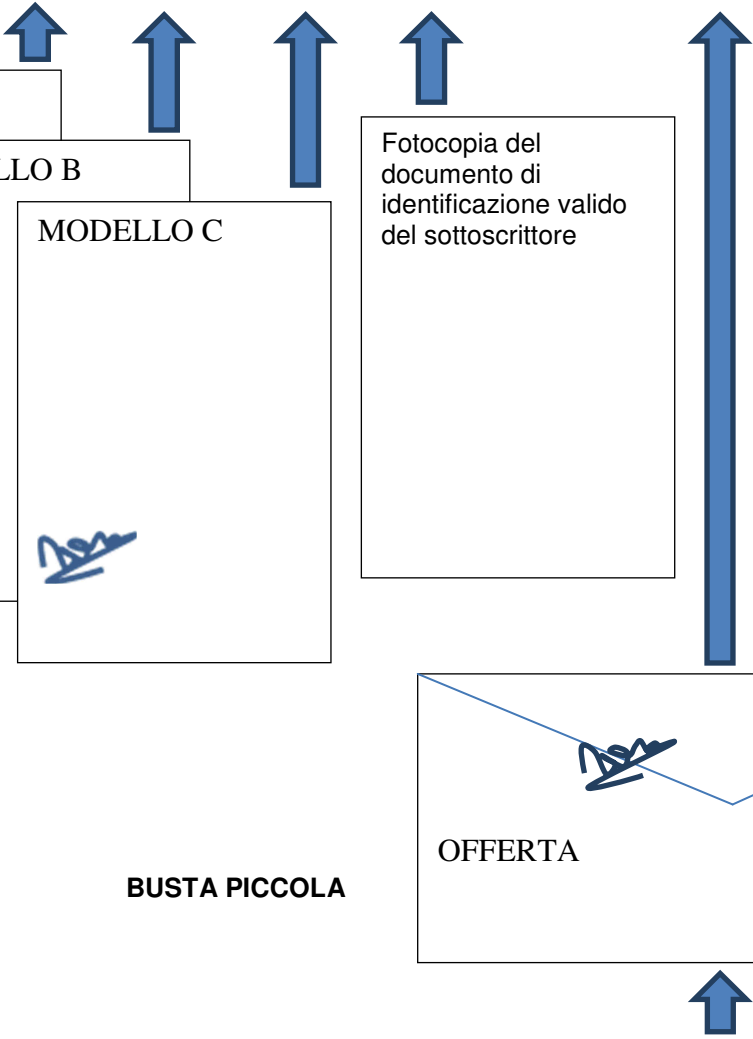 LLO B
MODELLO C
Fotocopia del
documento di
identificazione valido
del sottoscrittore
OFFERTA
BUSTA PICCOLA